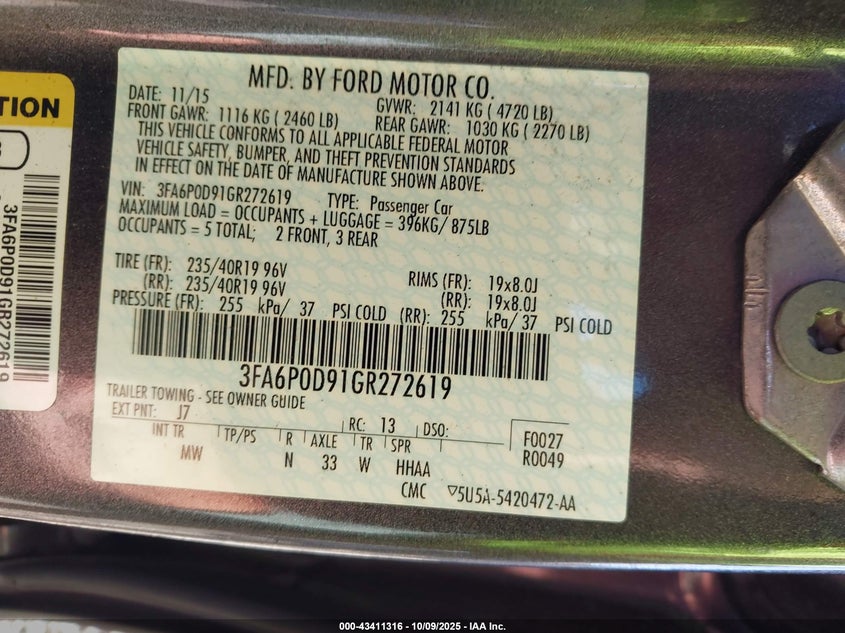 TION
3FA6P0D91GR272619
MFD. BY FORD MOTOR CO.
DATE: 11/15 GVWR: 2141 KG ( 4720 LB)
FRONT GAWR: 1116 KG ( 2460 LB) REAR GAWR: 1030 KG ( 2270 LB)
THIS VEHICLE CONFORMS TO ALL APPLICABLE FEDERAL MOTOR
VEHICLE SAFETY, BUMPER, AND THEFT PREVENTION STANDARDS
IN EFFECT ON THE DATE OF MANUFACTURE SHOWN ABOVE.
VIN: 3FA6P0D91GR272619 TYPE: Passenger Car
MAXIMUM LOAD = OCCUPANTS + LUGGAGE = 396KG/ 875LB
OCCUPANTS = 5 TOTAL; 2 FRONT, 3 REAR
TIRE (FR): 235/40R19 96V RIMS (FR): 19x8.0J
(RR): 235/40R19 96V (RR): 19x8.0J
PRESSURE (FR): 255 kPa/ 37 PSI COLD (RR): 255 kPa/ 37 PSI COLD
3FA6P0D91GR272619
TRAILER TOWING - SEE OWNER GUIDE
EXT PNT: J7 RC: 13 DSO: F0027
INT TR TP/PS R AXLE TR SPR R0049
MW N 33 W HHAA
CMC ▽5U5A-5420472-AA
000-43411316 - 10/09/2025 - IAA Inc.